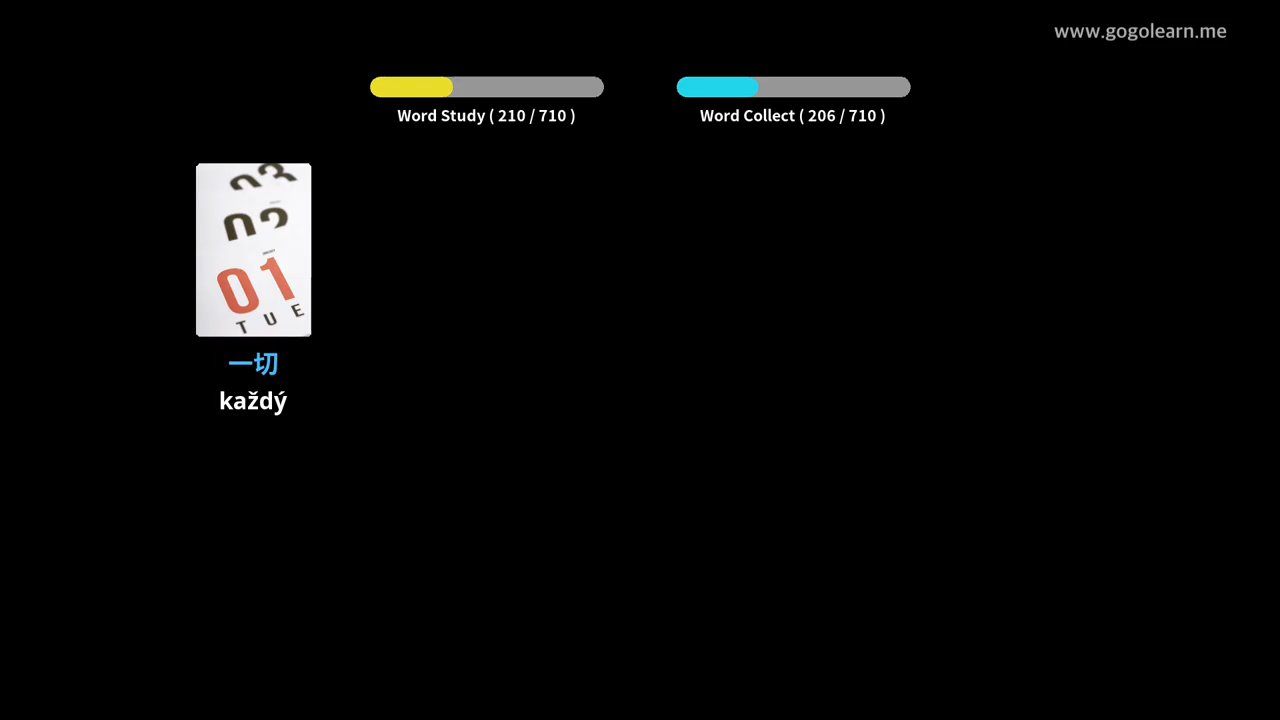 www.gogolearn.me
Word Study ( 210 / 710 )
Word Collect ( 206 / 710 )
01
TUE
一切
každý